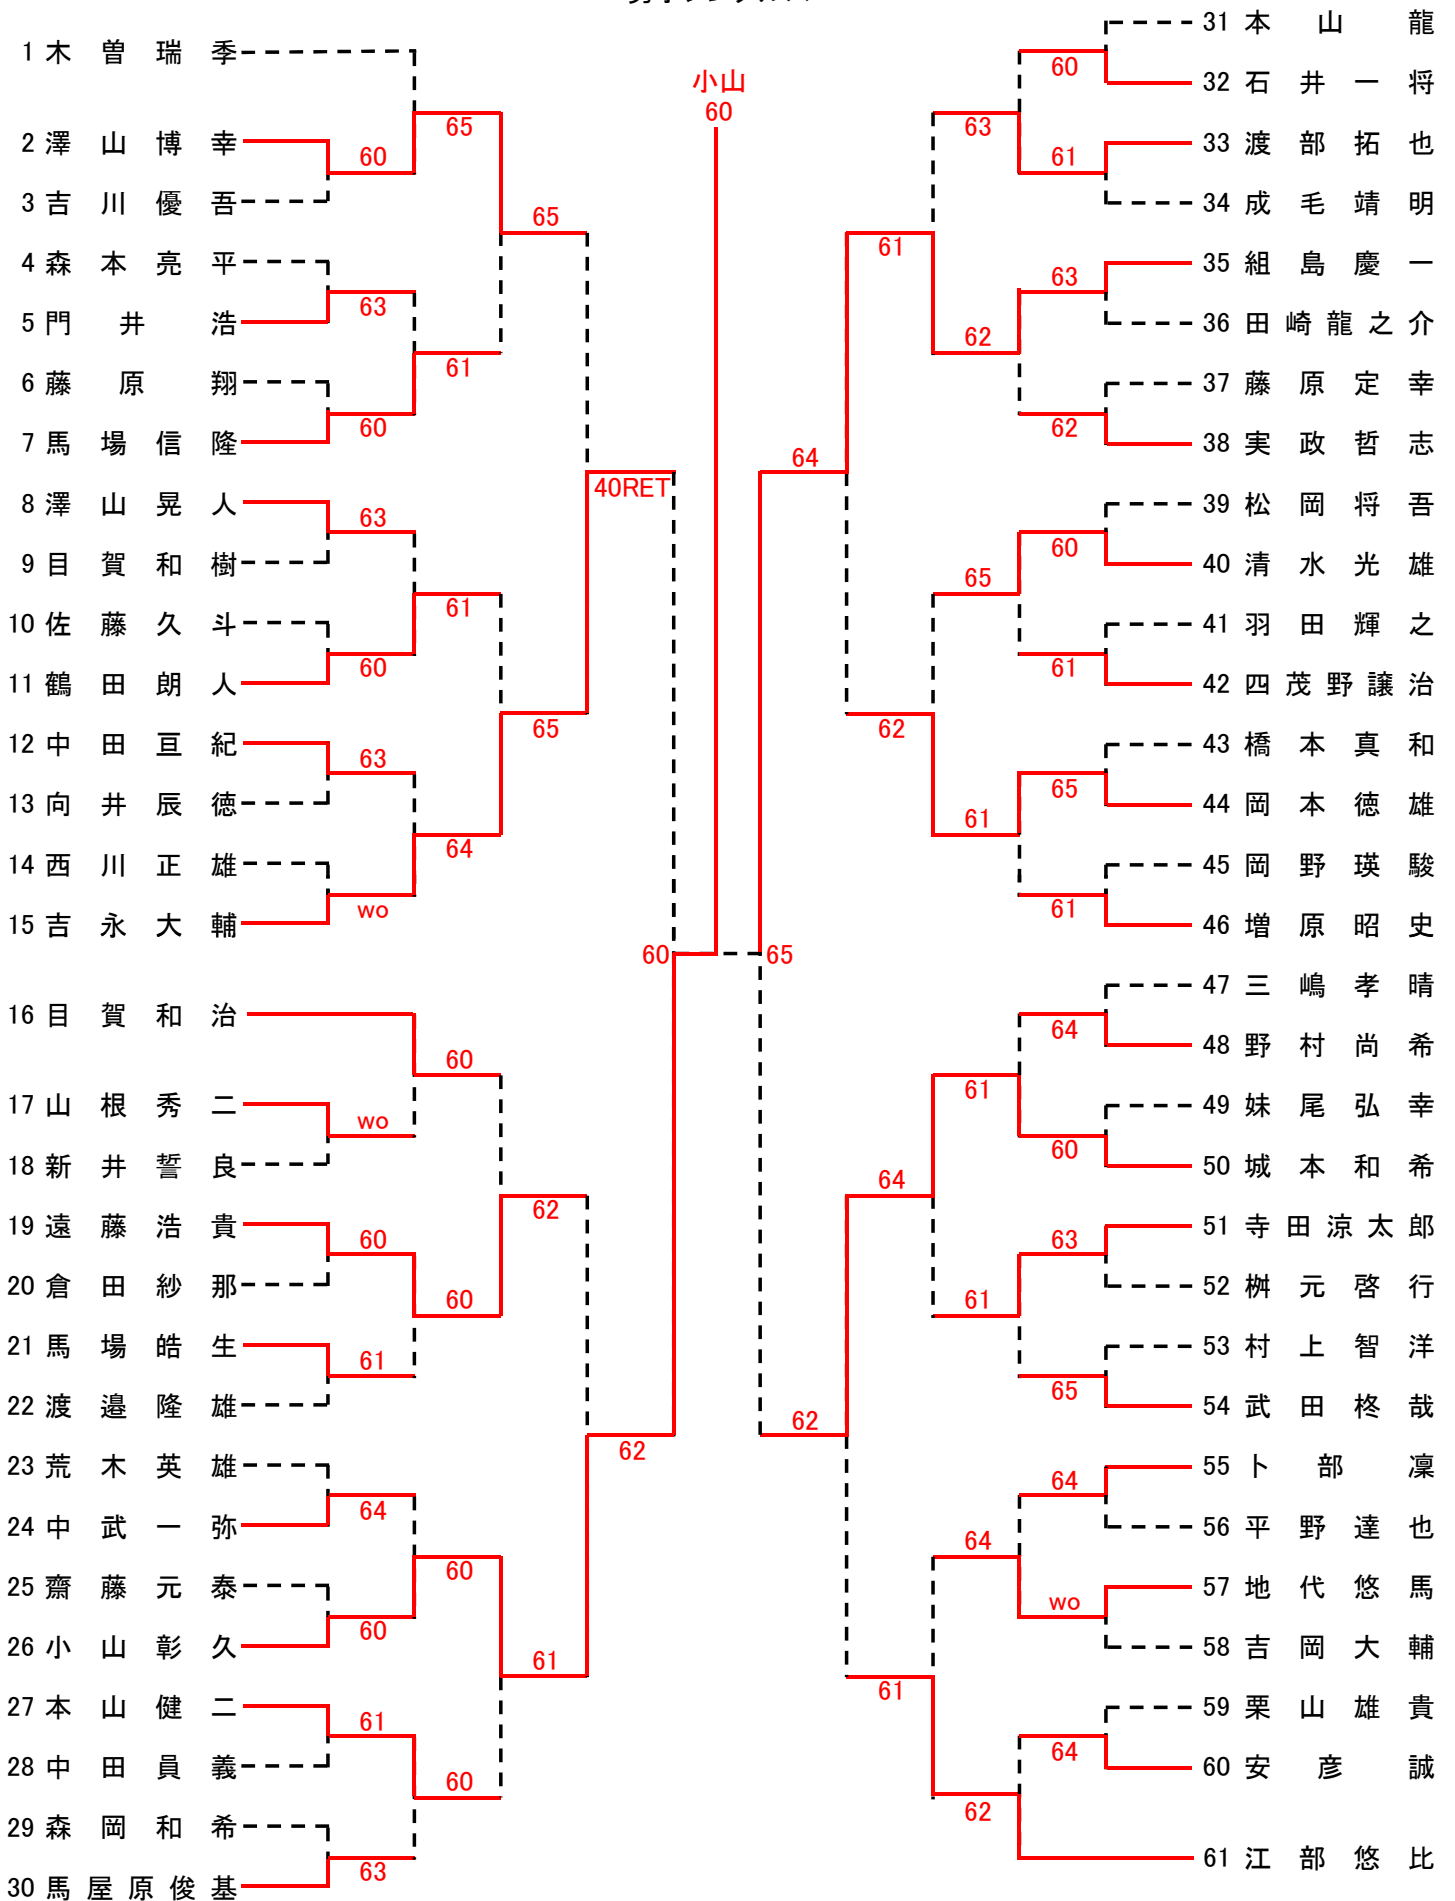 小山
60
1 木曽瑞季
2 澤山博幸
3 吉川優吾
4 森本亮平
5 門井浩
6 藤原翔
7 馬場信隆
8 澤山晃人
9 目賀和樹
10 佐藤久斗
11 鶴田朗人
12 中田亘紀
13 向井辰徳
14 西川正雄
15 吉永大輔
16 目賀和治
17 山根秀二
18 新井誓良
19 遠藤浩貴
20 倉田紗那
21 馬場皓生
22 渡邉隆雄
23 荒木英雄
24 中武一弥
25 齋藤元泰
26 小山彰久
27 本山健二
28 中田員義
29 森岡和希
30 馬屋原俊基
60
63
60
63
60
63
wo
wo
60
61
64
60
61
63
65
61
61
64
60
60
60
60
65
65
62
61
40RET
62
60
65
64
62
61
62
64
61
63
62
65
61
61
61
64
62
60
61
63
62
60
61
65
61
64
60
63
65
64
wo
64
31 本山龍
32 石井一将
33 渡部拓也
34 成毛靖明
35 組島慶一
36 田崎龍之介
37 藤原定幸
38 実政哲志
39 松岡将吾
40 清水光雄
41 羽田輝之
42 四茂野譲治
43 橋本真和
44 岡本徳雄
45 岡野瑛駿
46 増原昭史
47 三嶋孝晴
48 野村尚希
49 妹尾弘幸
50 城本和希
51 寺田涼太郎
52 桝元啓行
53 村上智洋
54 武田柊哉
55 卜部凜
56 平野達也
57 地代悠馬
58 吉岡大輔
59 栗山雄貴
60 安彦誠
61 江部悠比